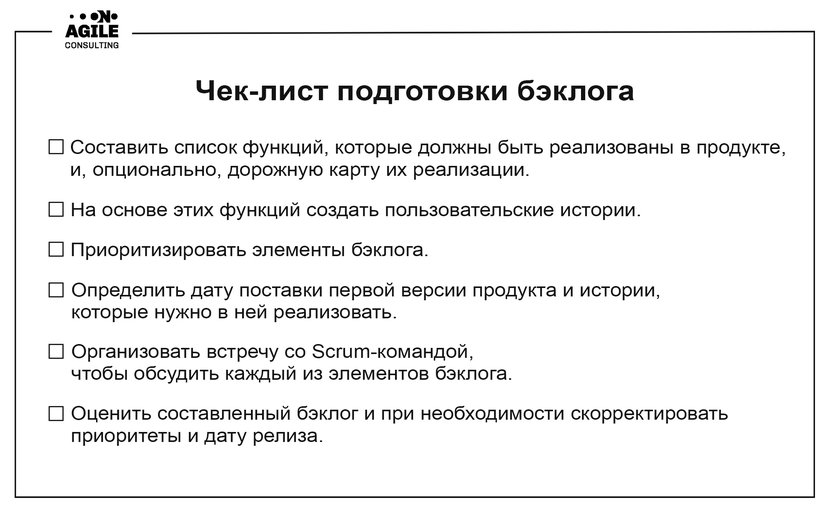 ON
AGILE
CONSULTING
Чек-лист подготовки бэклога
☐ Составить список функций, которые должны быть реализованы в продукте,
и, опционально, дорожную карту их реализации.
☐ На основе этих функций создать пользовательские истории.
☐ Приоритизировать элементы бэклога.
☐ Определить дату поставки первой версии продукта и истории,
которые нужно в ней реализовать.
☐ Организовать встречу со Scrum-командой,
чтобы обсудить каждый из элементов бэклога.
☐ Оценить составленный бэклог и при необходимости скорректировать
приоритеты и дату релиза.